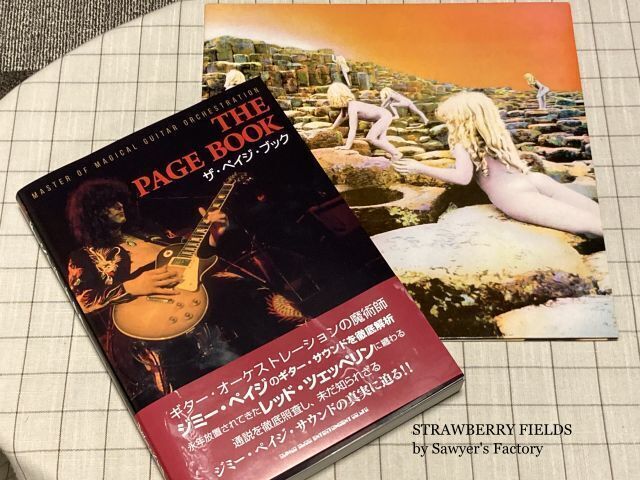 MASTER OF MAGICAL GUITAR ORCHESTRATION
THE
PAGE BOOK
ザ・ペイジ・ブック
ギター・オーケストレーションの魔術師
ジミー・ペイジのギター・サウンドを徹底解析
永年放置されてきたレッド・ツェッペリンに纏わる
通説を徹底照査し、未だ知られざる
ジミー・ペイジ・サウンドの真実に迫る!!
SHINKO MUSIC ENTERTAINMENT CO.,LTD.
STRAWBERRY FIELDS
by Sawyer's Factory